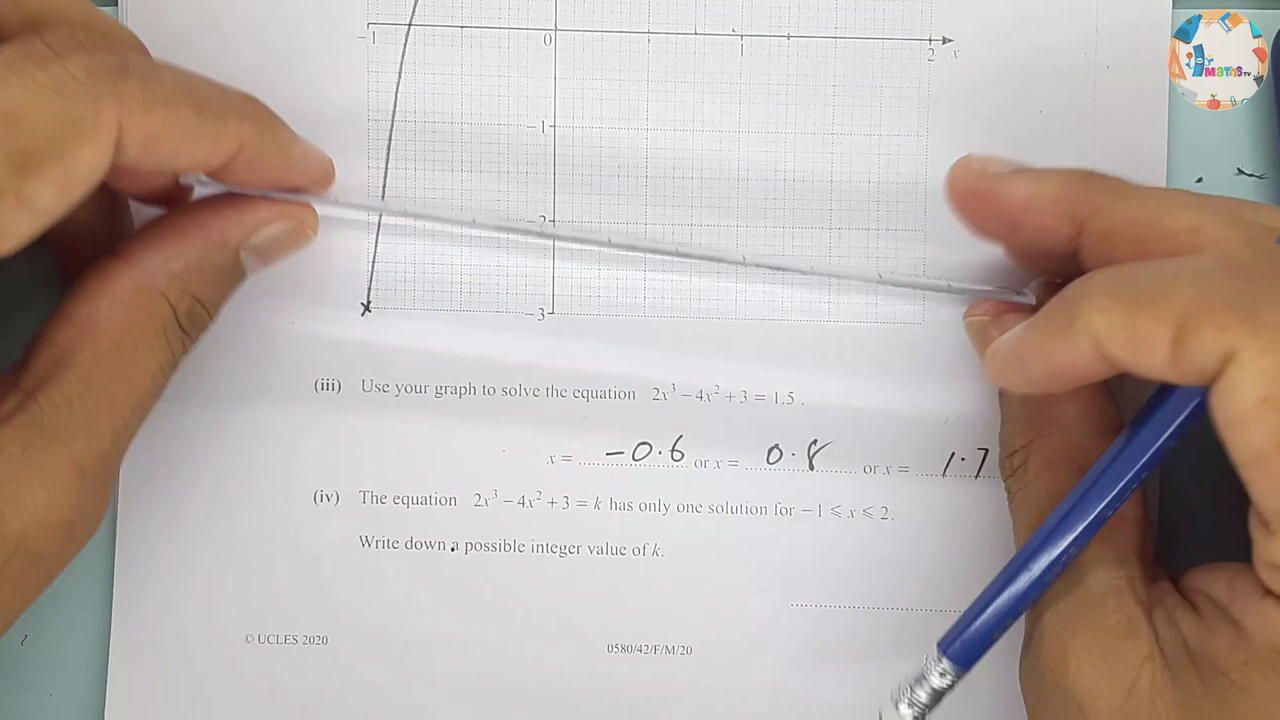 MATHS TV
-1 0 1 2 x
-1
-2
-3
(iii) Use your graph to solve the equation 2x³ − 4x² + 3 = 1.5 .
x = −0.6 or x = 0.8 or x = 1.7
(iv) The equation 2x³ − 4x² + 3 = k has only one solution for −1 ⩽ x ⩽ 2.
Write down a possible integer value of k.
© UCLES 2020 0580/42/F/M/20